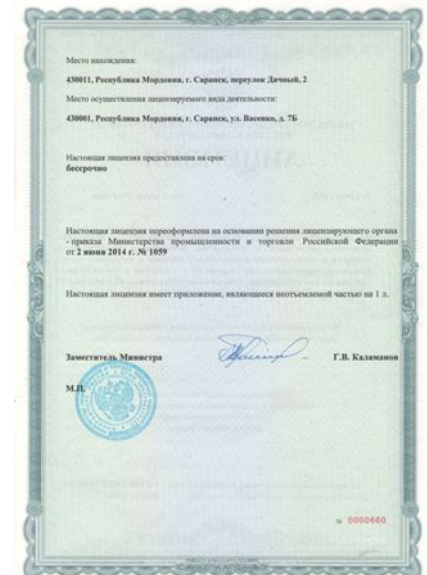 Место нахождения:
430011, Республика Мордовия, г. Саранск, переулок Дачный, 2
Место осуществления лицензируемого вида деятельности:
430001, Республика Мордовия, г. Саранск, ул. Васенко, д. 7Б
Настоящая лицензия предоставлена на срок:
бессрочно
Настоящая лицензия переоформлена на основании решения лицензирующего органа
- приказа Министерства промышленности и торговли Российской Федерации
от 2 июня 2014 г. № 1059
Настоящая лицензия имеет приложение, являющееся неотъемлемой частью на 1 л.
Заместитель Министра Г.В. Каламанов
М.П.
№ 0000660